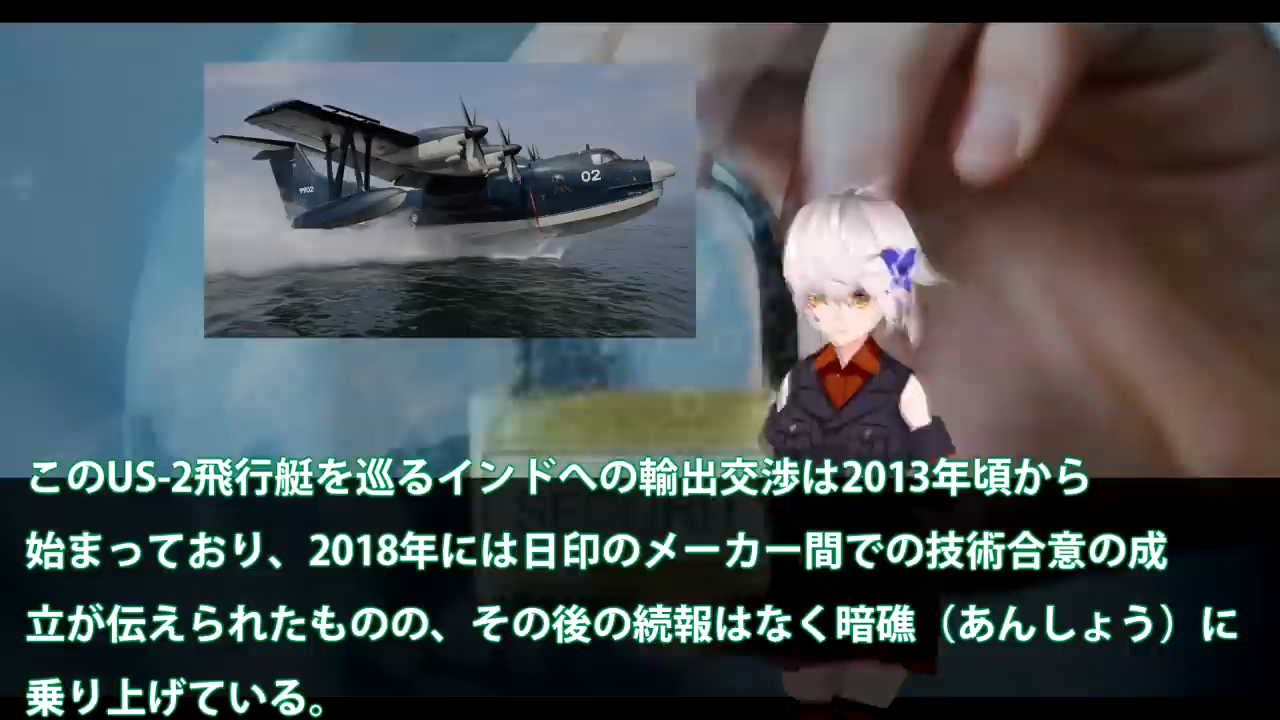 02
9902
このUS-2飛行艇を巡るインドへの輸出交渉は2013年頃から
始まっており、2018年には日印のメーカー間での技術合意の成
立が伝えられたものの、その後の続報はなく暗礁（あんしょう）に
乗り上げている。